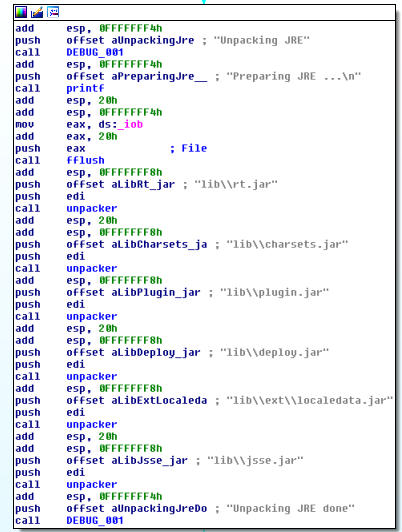 add esp, 0FFFFFFF4h
push offset aUnpackingJre ; "Unpacking JRE"
call DEBUG_001
add esp, 0FFFFFFF4h
push offset aPreparingJre__ ; "Preparing JRE ...\n"
call printf
add esp, 20h
add esp, 0FFFFFFF4h
mov eax, ds:_iob
add eax, 20h
push eax ; File
call fflush
add esp, 0FFFFFFF8h
push offset aLibRt_jar ; "lib\\rt.jar"
push edi
call unpacker
add esp, 20h
add esp, 0FFFFFFF8h
push offset aLibCharsets_ja ; "lib\\charsets.jar"
push edi
call unpacker
add esp, 0FFFFFFF8h
push offset aLibPlugin_jar ; "lib\\plugin.jar"
push edi
call unpacker
add esp, 20h
add esp, 0FFFFFFF8h
push offset aLibDeploy_jar ; "lib\\deploy.jar"
push edi
call unpacker
add esp, 0FFFFFFF8h
push offset aLibExtLocaleda ; "lib\\ext\\localedata.jar"
push edi
call unpacker
add esp, 20h
add esp, 0FFFFFFF8h
push offset aLibJsse_jar ; "lib\\jsse.jar"
push edi
call unpacker
add esp, 0FFFFFFF4h
push offset aUnpackingJreDo ; "Unpacking JRE done"
call DEBUG_001